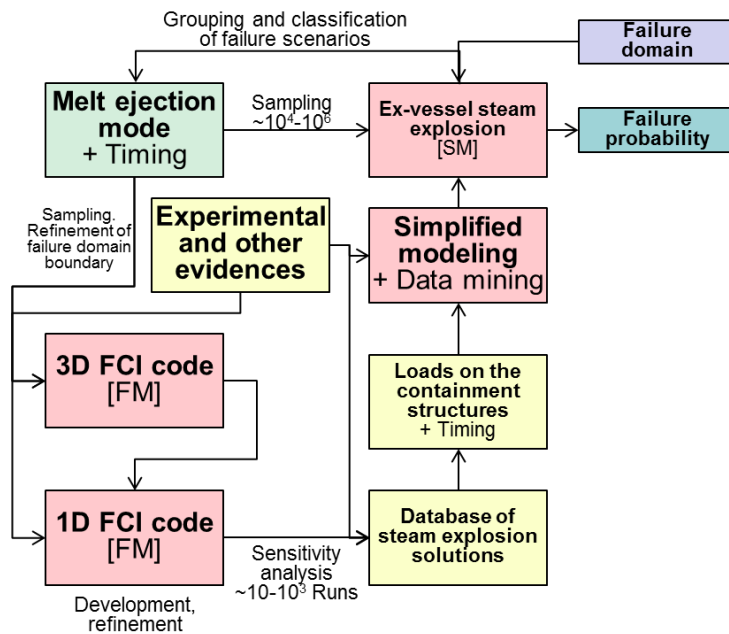 Grouping and classification
of failure scenarios
Failure
domain
Melt ejection
mode
+ Timing
Sampling
~10⁴-10⁶
Ex-vessel steam
explosion
[SM]
Failure
probability
Sampling.
Refinement of
failure domain
boundary
Experimental
and other
evidences
Simplified
modeling
+ Data mining
3D FCI code
[FM]
Loads on the
containment
structures
+ Timing
1D FCI code
[FM]
Sensitivity
analysis
~10-10³ Runs
Database of
steam explosion
solutions
Development,
refinement